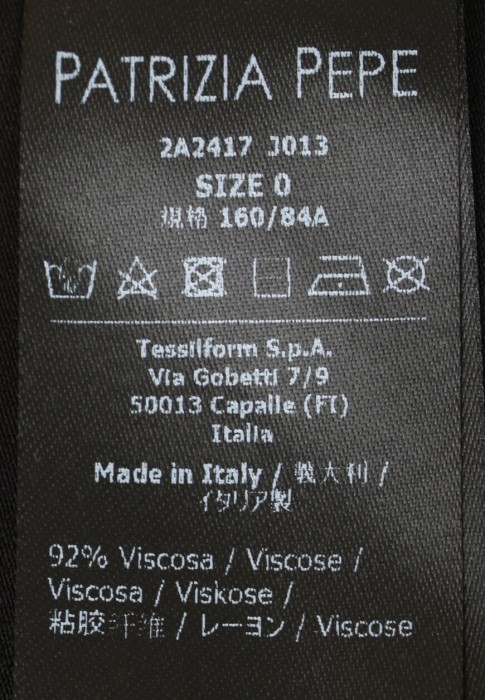 PATRIZIA PEPE
2A2417 J013
SIZE 0
規格 160/84A
Tessilform S.p.A.
Via Gobetti 7/9
50013 Capalle (FI)
Italia
Made in Italy / 義大利 /
イタリア製
92% Viscosa / Viscose /
Viscosa / Viskose /
粘胶纤维 / レーヨン / Viscose